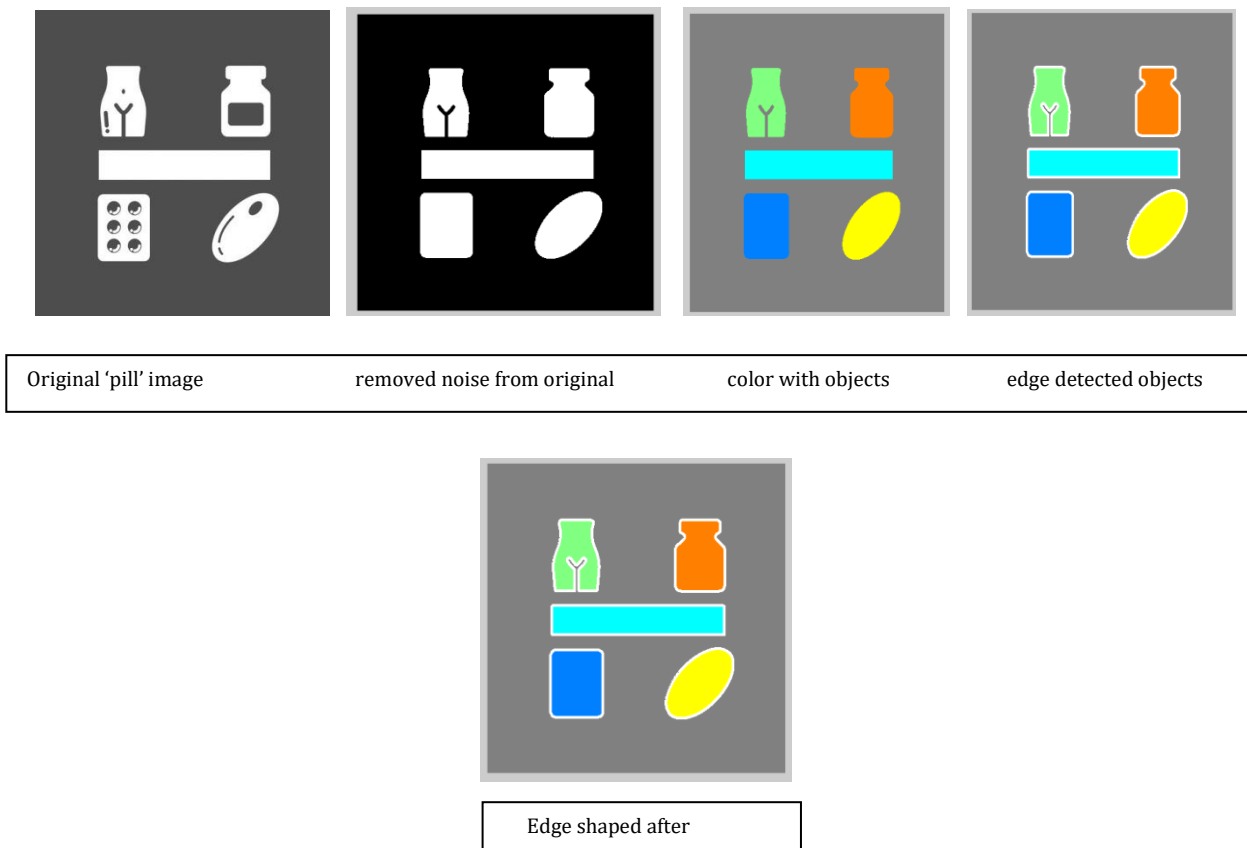 Original ‘pill’ image removed noise from original color with objects edge detected objects
Edge shaped after